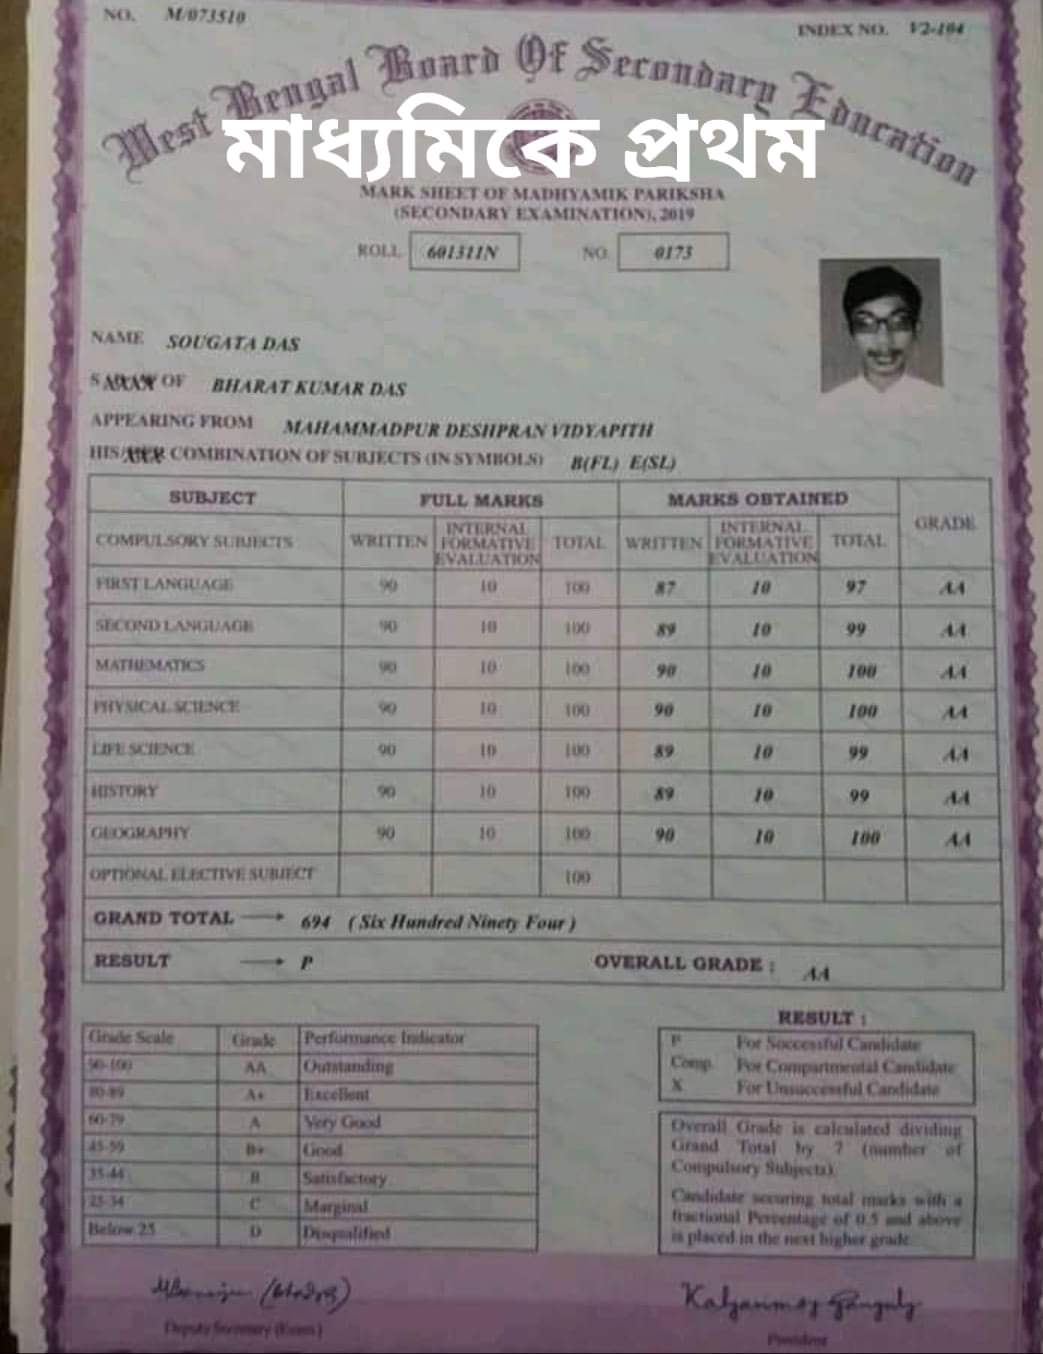 NO. M/073510
INDEX NO. V2-104
West Bengal Board Of Secondary Education
মাধ্যমিকে প্রথম
MARK SHEET OF MADHYAMIK PARIKSHA
(SECONDARY EXAMINATION), 2019
ROLL 601311N NO. 0173
NAME SOUGATA DAS
OF BHARAT KUMAR DAS
APPEARING FROM MAHAMMADPUR DESHPRAN VIDYAPITH
HIS/ COMBINATION OF SUBJECTS (IN SYMBOLS) B(FL) E(SL)
SUBJECT FULL MARKS MARKS OBTAINED GRADE
COMPULSORY SUBJECTS WRITTEN INTERNAL FORMATIVE EVALUATION TOTAL WRITTEN INTERNAL FORMATIVE EVALUATION TOTAL
FIRST LANGUAGE 90 10 100 87 10 97 AA
SECOND LANGUAGE 90 10 100 89 10 99 AA
MATHEMATICS 90 10 100 90 10 100 AA
PHYSICAL SCIENCE 90 10 100 90 10 100 AA
LIFE SCIENCE 90 10 100 89 10 99 AA
HISTORY 90 10 100 89 10 99 AA
GEOGRAPHY 90 10 100 90 10 100 AA
OPTIONAL ELECTIVE SUBJECT 100
GRAND TOTAL → 694 (Six Hundred Ninety Four)
RESULT → P OVERALL GRADE : AA
Grade Scale Grade Performance Indicator
90-100 AA Outstanding
80-89 A+ Excellent
60-79 A Very Good
45-59 B+ Good
35-44 B Satisfactory
25-34 C Marginal
Below 25 D Disqualified
RESULT :
P For Successful Candidate
Comp. For Compartmental Candidate
X For Unsuccessful Candidate
Overall Grade is calculated dividing
Grand Total by 7 (number of
Compulsory Subjects).
Candidate securing total marks with a
fractional Percentage of 0.5 and above
is placed in the next higher grade.
Kalyanmoy Ganguly
Deputy Secretary (Exam)
President